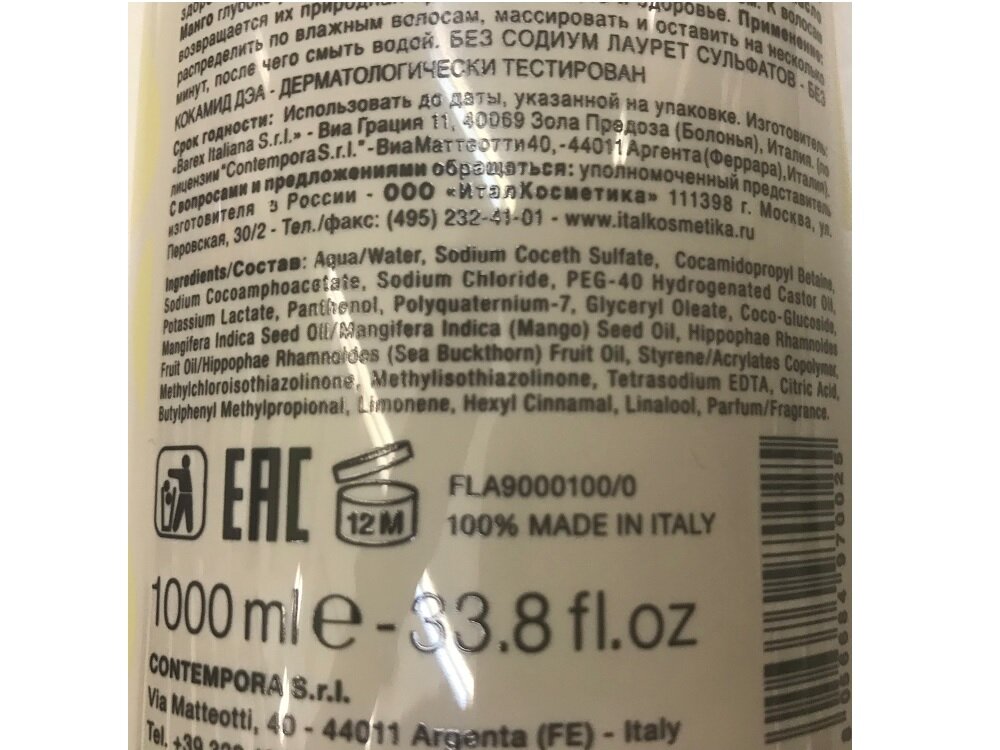 Манго
возвращается их природная здоровье. Применение:
распределить по влажным волосам, массировать и оставить на несколько
минут, после чего смыть водой. БЕЗ СОДИУМ ЛАУРЕТ СУЛЬФАТОВ - БЕЗ
КОКАМИД ДЭА - ДЕРМАТОЛОГИЧЕСКИ ТЕСТИРОВАН
Срок годности: Использовать до даты, указанной на упаковке. Изготовитель:
«Barex Italiana S.r.l.» - Виа Грация 11, 40069 Зола Предоза (Болонья), Италия. (по
лицензии "Contempora S.r.l." - Виа Маттеотти 40, - 44011 Аргента (Феррара), Италия).
С вопросами и предложениями обращаться: уполномоченный представитель
изготовителя в России - ООО «ИталКосметика» 111398 г. Москва, ул.
Перовская, 30/2 - Тел./факс: (495) 232-41-01 - www.italkosmetika.ru
Ingredients/Состав: Aqua/Water, Sodium Coceth Sulfate, Cocamidopropyl Betaine,
Sodium Cocoamphoacetate, Sodium Chloride, PEG-40 Hydrogenated Castor Oil,
Potassium Lactate, Panthenol, Polyquaternium-7, Glyceryl Oleate, Coco-Glucoside,
Mangifera Indica Seed Oil/Mangifera Indica (Mango) Seed Oil, Hippophae Rhamnoides
Fruit Oil/Hippophae Rhamnoides (Sea Buckthorn) Fruit Oil, Styrene/Acrylates Copolymer,
Methylchloroisothiazolinone, Methylisothiazolinone, Tetrasodium EDTA, Citric Acid,
Butylphenyl Methylpropional, Limonene, Hexyl Cinnamal, Linalool, Parfum/Fragrance.
EAC
12 M
FLA9000100/0
100% MADE IN ITALY
1000 ml e - 33.8 fl.oz
CONTEMPORA S.r.l.
Via Matteotti, 40 - 44011 Argenta (FE) - Italy
Tel. +39
8 056684 970028